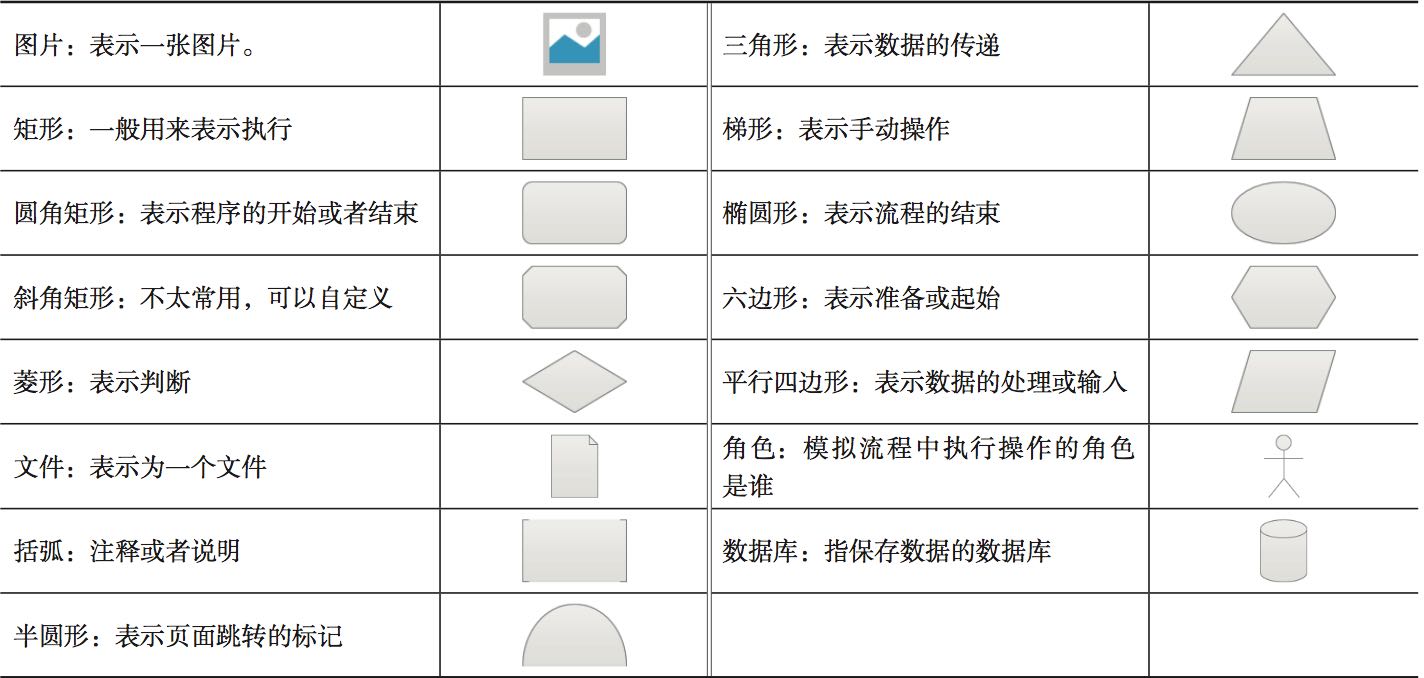 图片：表示一张图片。
三角形：表示数据的传递
矩形：一般用来表示执行
梯形：表示手动操作
圆角矩形：表示程序的开始或者结束
椭圆形：表示流程的结束
斜角矩形：不太常用，可以自定义
六边形：表示准备或起始
菱形：表示判断
平行四边形：表示数据的处理或输入
文件：表示为一个文件
角色：模拟流程中执行操作的角色
是谁
括弧：注释或者说明
数据库：指保存数据的数据库
半圆形：表示页面跳转的标记